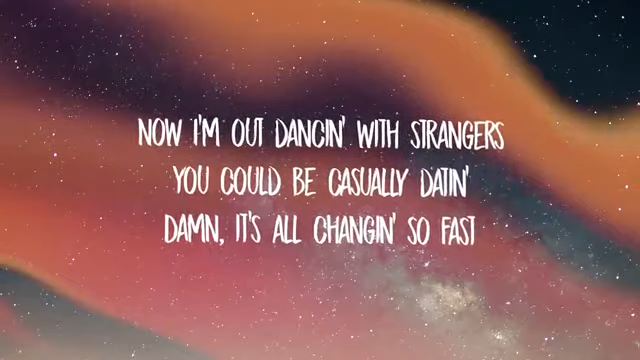 NOW I'M OUT DANCIN' WITH STRANGERS
YOU COULD BE CASUALLY DATIN'
DAMN, IT'S ALL CHANGIN' SO FAST